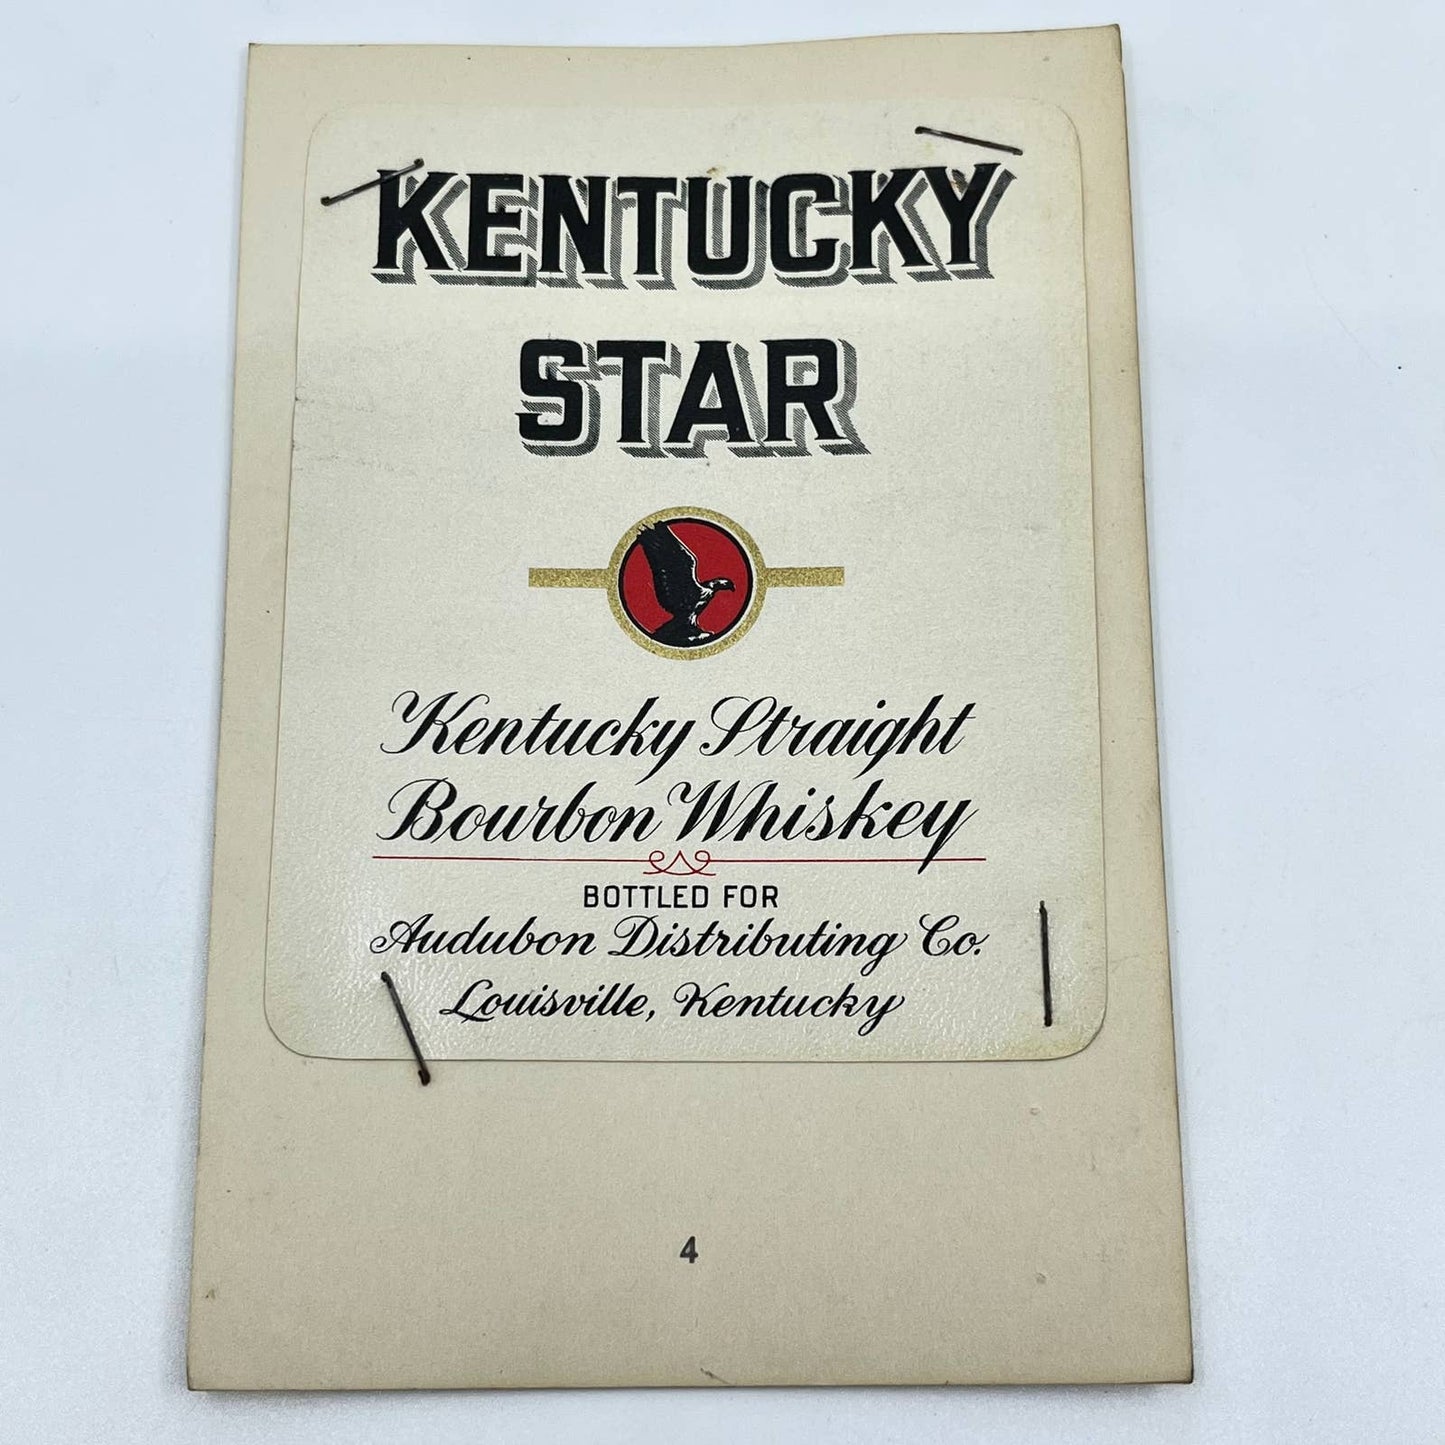 KENTUCKY
STAR
Kentucky Straight
Bourbon Whiskey
BOTTLED FOR
Audubon Distributing Co.
Louisville, Kentucky
4